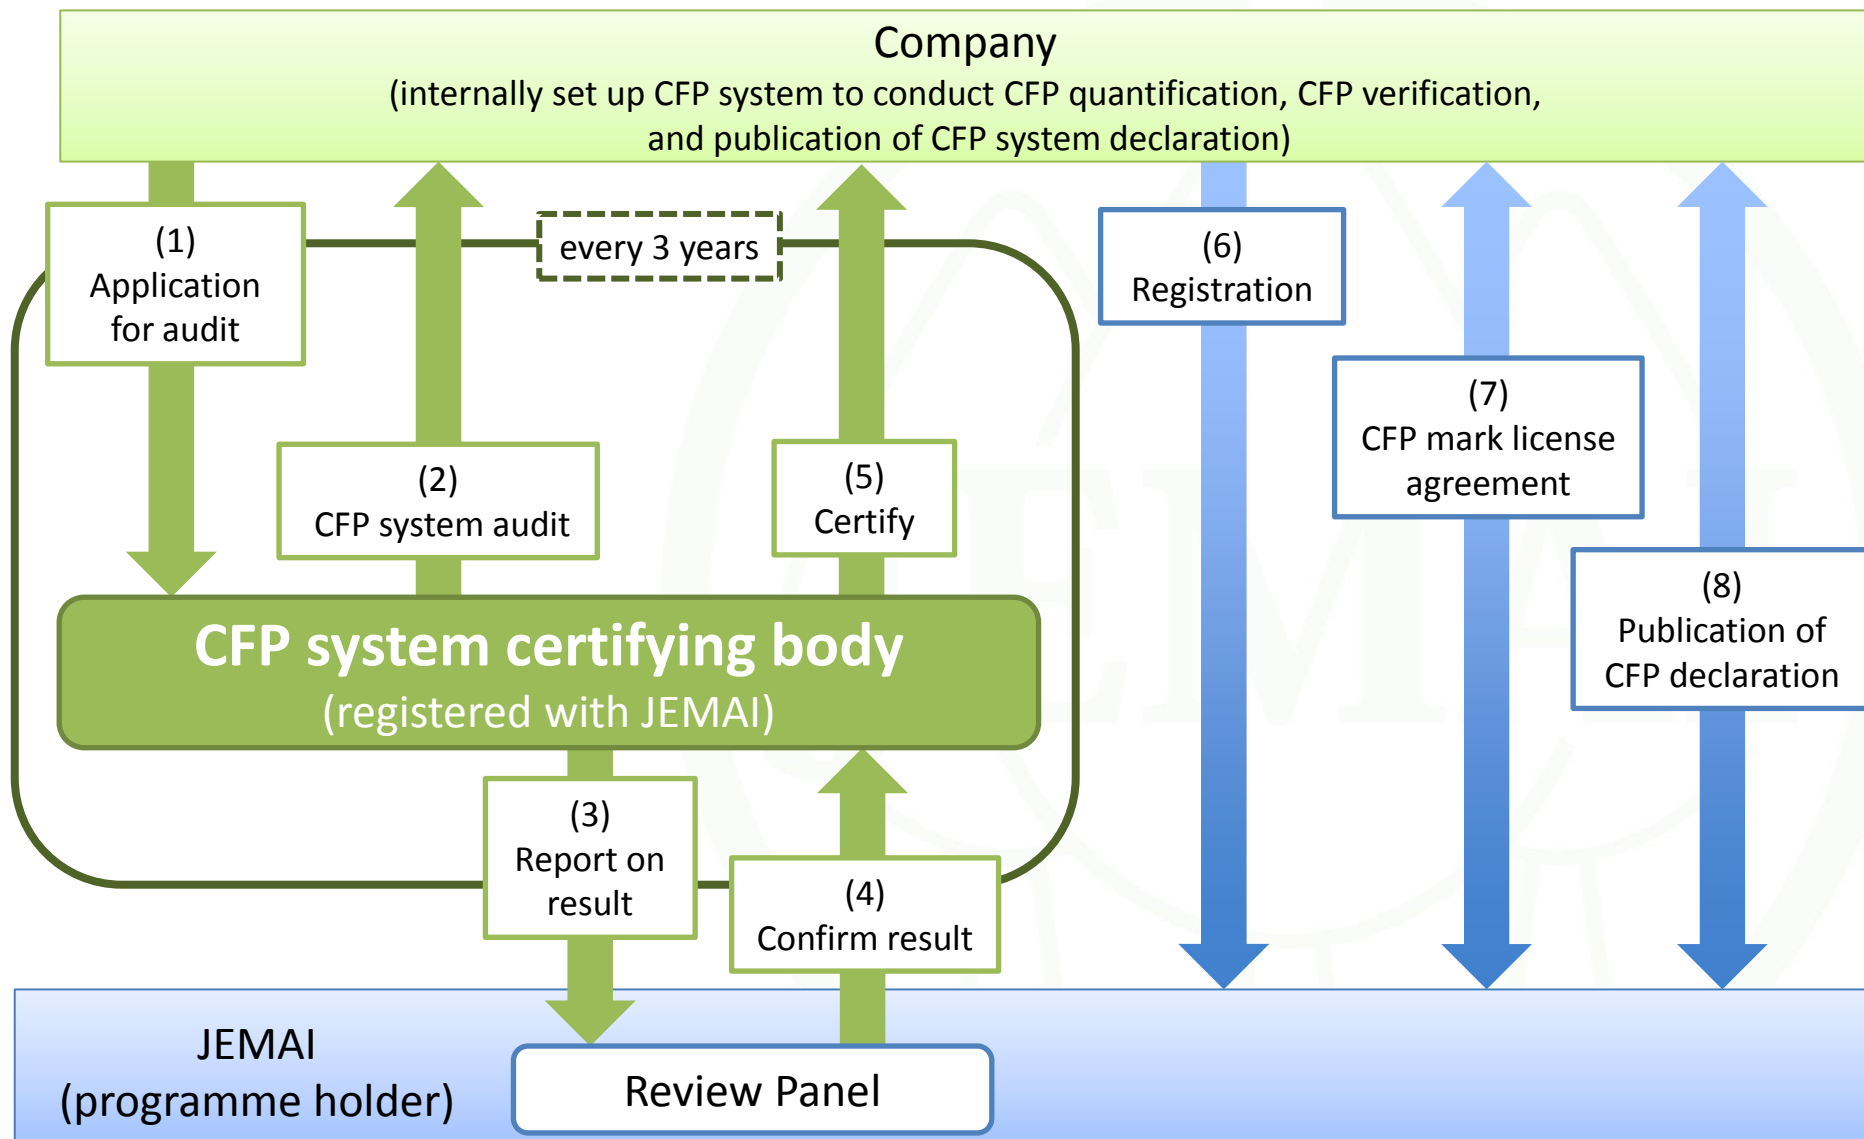 Company
(internally set up CFP system to conduct CFP quantification, CFP verification,
and publication of CFP system declaration)
(1)
Application
for audit
every 3 years
(2)
CFP system audit
(5)
Certify
(6)
Registration
(7)
CFP mark license
agreement
(8)
Publication of
CFP declaration
CFP system certifying body
(registered with JEMAI)
(3)
Report on
result
(4)
Confirm result
JEMAI
(programme holder)
Review Panel
JEMAI